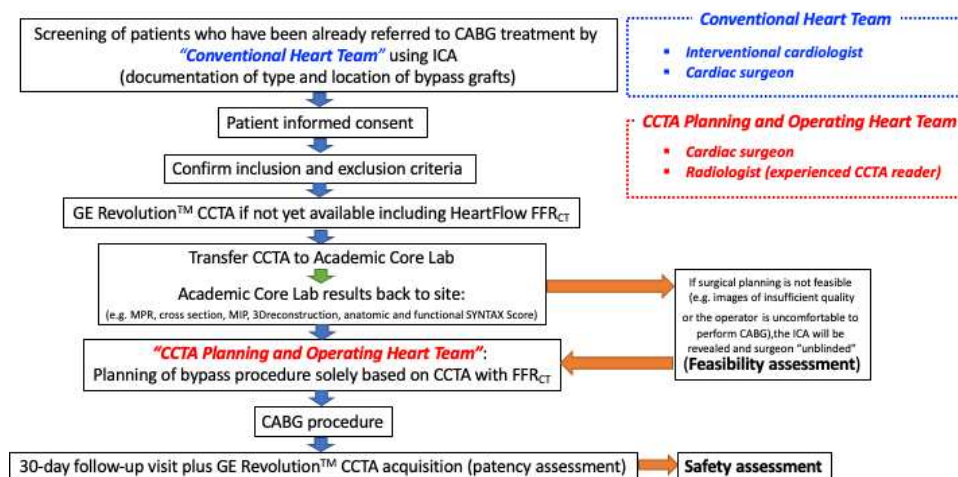 Screening of patients who have been already referred to CABG treatment by
“Conventional Heart Team” using ICA
(documentation of type and location of bypass grafts)
Conventional Heart Team
▪ Interventional cardiologist
▪ Cardiac surgeon
CCTA Planning and Operating Heart Team
▪ Cardiac surgeon
▪ Radiologist (experienced CCTA reader)
Patient informed consent
Confirm inclusion and exclusion criteria
GE Revolution™ CCTA if not yet available including HeartFlow FFRCT
Transfer CCTA to Academic Core Lab
Academic Core Lab results back to site:
(e.g. MPR, cross section, MIP, 3Dreconstruction, anatomic and functional SYNTAX Score)
If surgical planning is not feasible
(e.g. images of insufficient quality
or the operator is uncomfortable to
perform CABG),the ICA will be
revealed and surgeon “unblinded”
(Feasibility assessment)
“CCTA Planning and Operating Heart Team”:
Planning of bypass procedure solely based on CCTA with FFRCT
CABG procedure
30-day follow-up visit plus GE Revolution™ CCTA acquisition (patency assessment)
Safety assessment